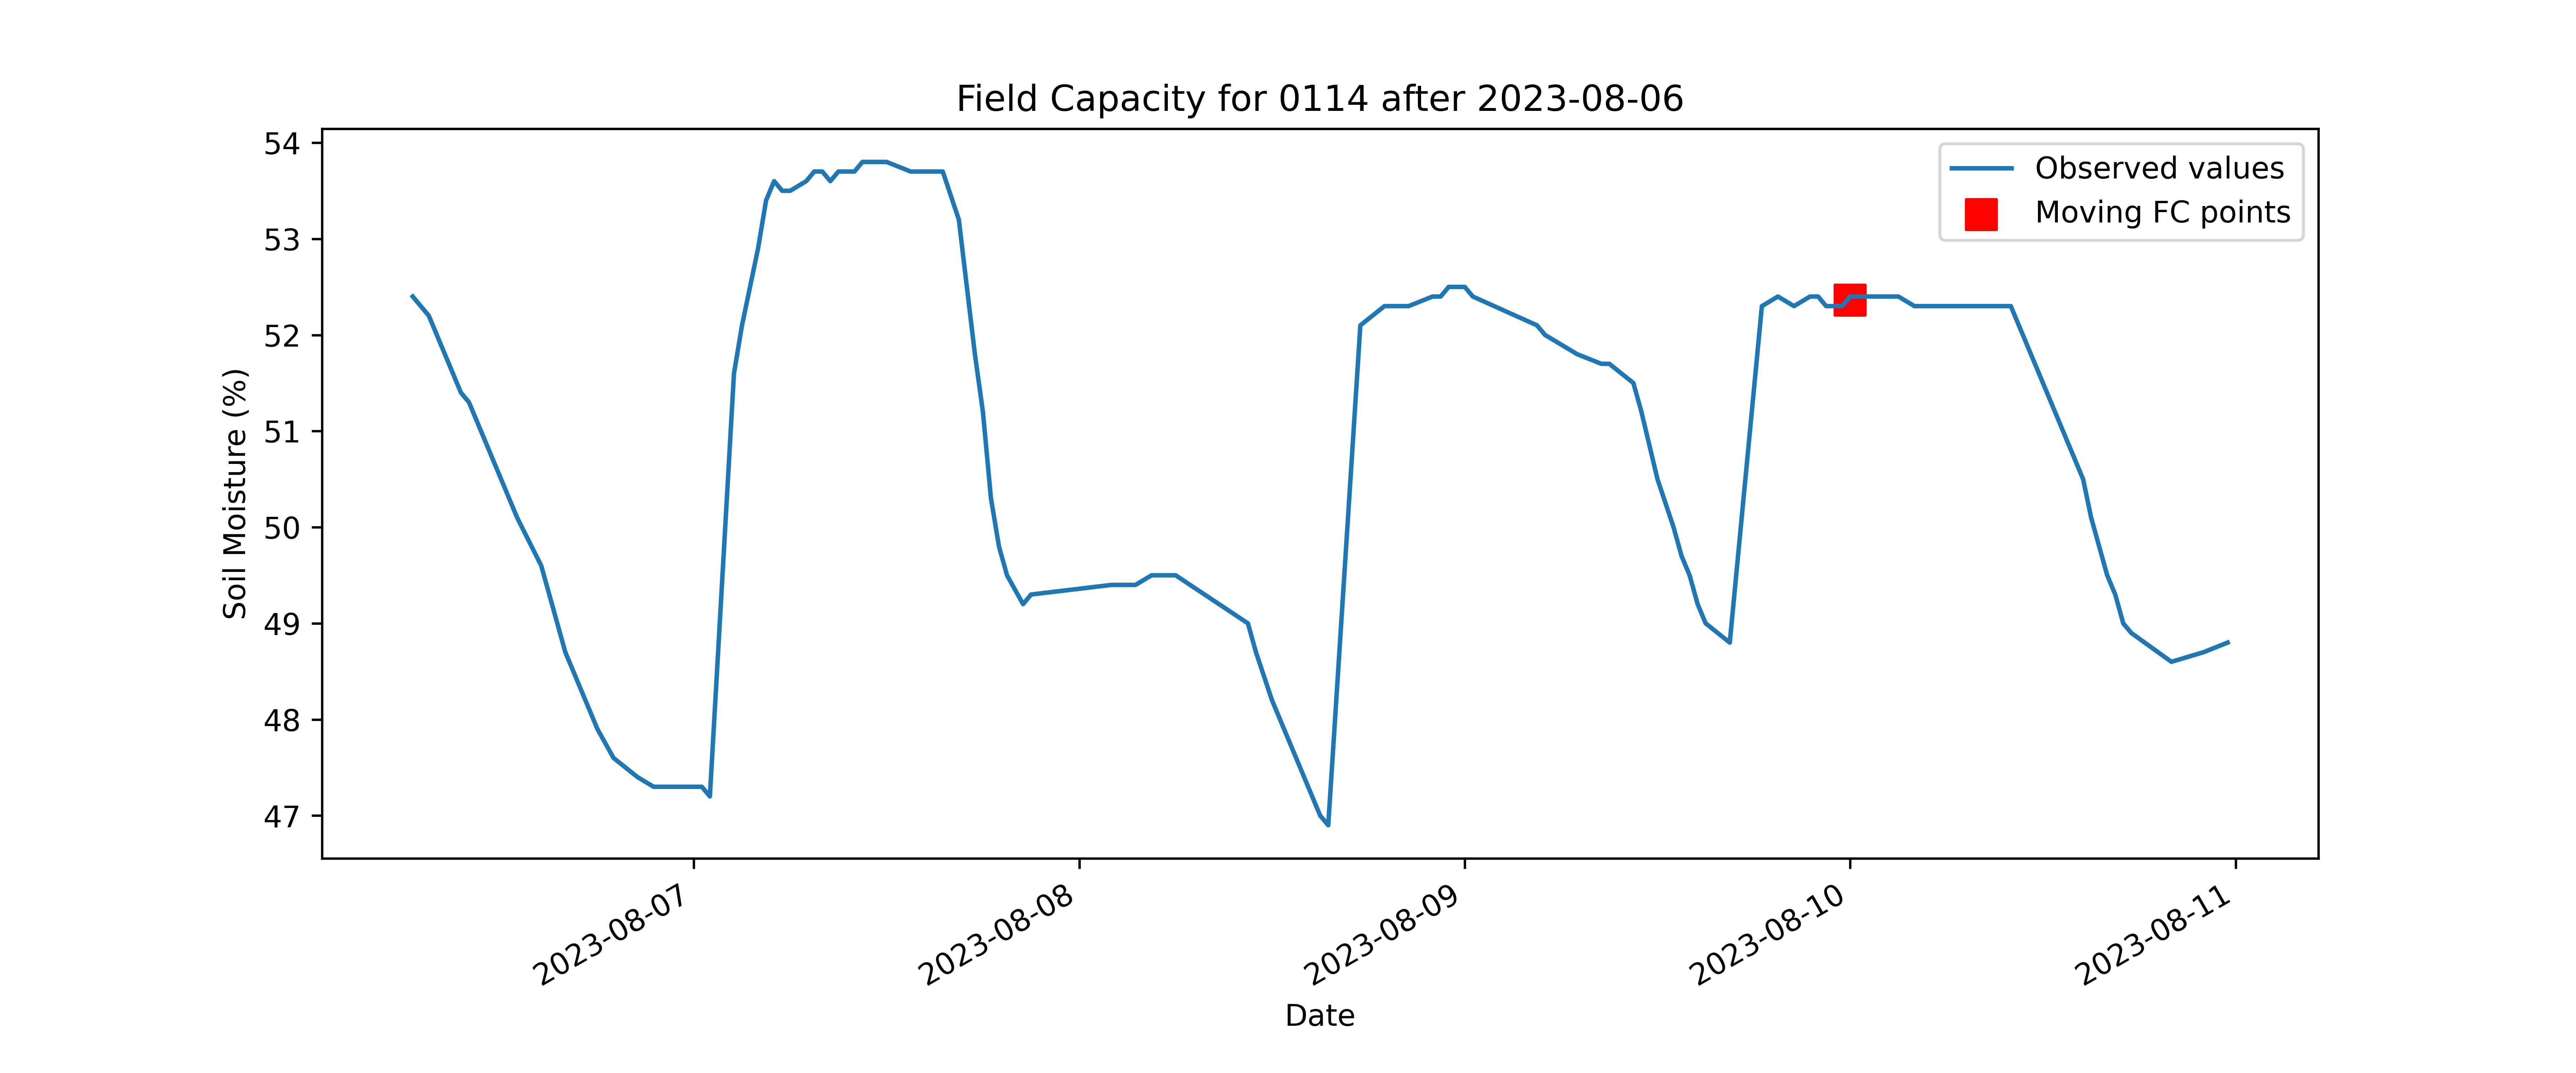 Field Capacity for 0114 after 2023-08-06
Observed values
Moving FC points
Soil Moisture (%)
54
53
52
51
50
49
48
47
2023-08-07
2023-08-08
2023-08-09
2023-08-10
2023-08-11
Date